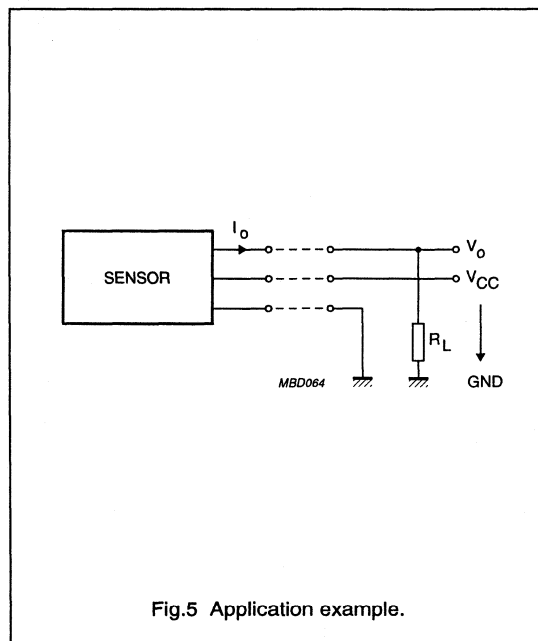 I o
V o
SENSOR
V CC
R L
MBD064
GND
Fig.5 Application example.